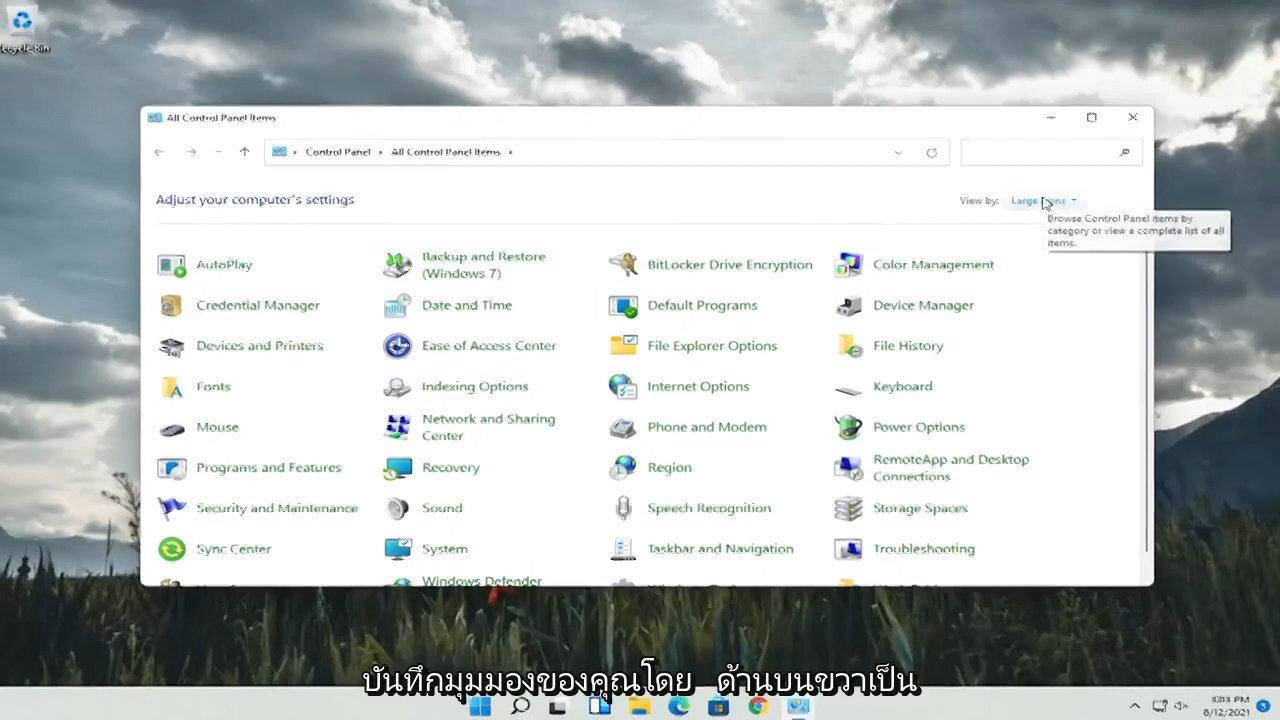 All Control Panel Items
Control Panel
All Control Panel Items
Adjust your computer's settings
View by:
Browse Control Panel items by
category or view a complete list of all
items.
AutoPlay
Backup and Restore
(Windows 7)
BitLocker Drive Encryption
Color Management
Credential Manager
Date and Time
Default Programs
Device Manager
Devices and Printers
Ease of Access Center
File Explorer Options
File History
Fonts
Indexing Options
Internet Options
Keyboard
Mouse
Network and Sharing
Center
Phone and Modem
Power Options
Programs and Features
Recovery
Region
RemoteApp and Desktop
Connections
Security and Maintenance
Sound
Speech Recognition
Storage Spaces
Sync Center
System
Taskbar and Navigation
Troubleshooting
Windows Defender
บันทึกมุมมองของคุณโดย ด้านบนขวาเป็น
8/12/2021